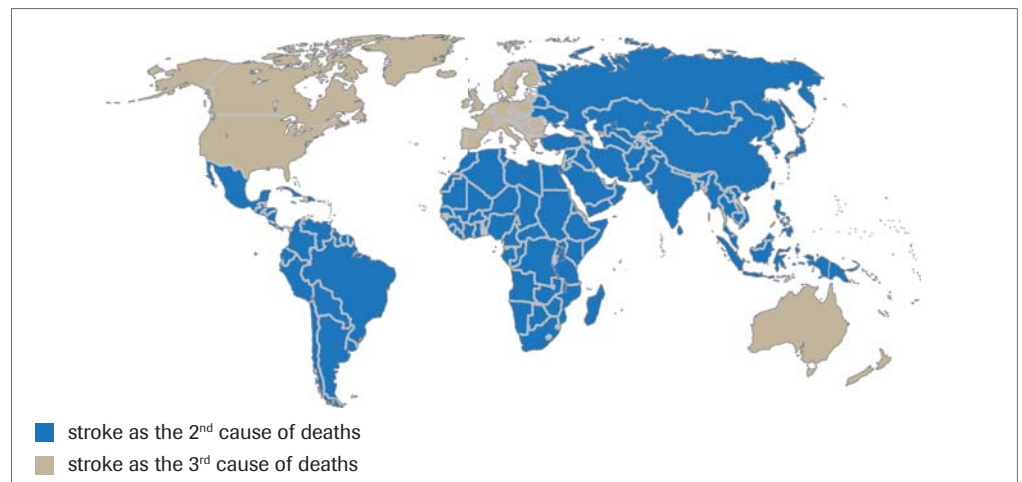 stroke as the 2nd cause of deaths
stroke as the 3rd cause of deaths